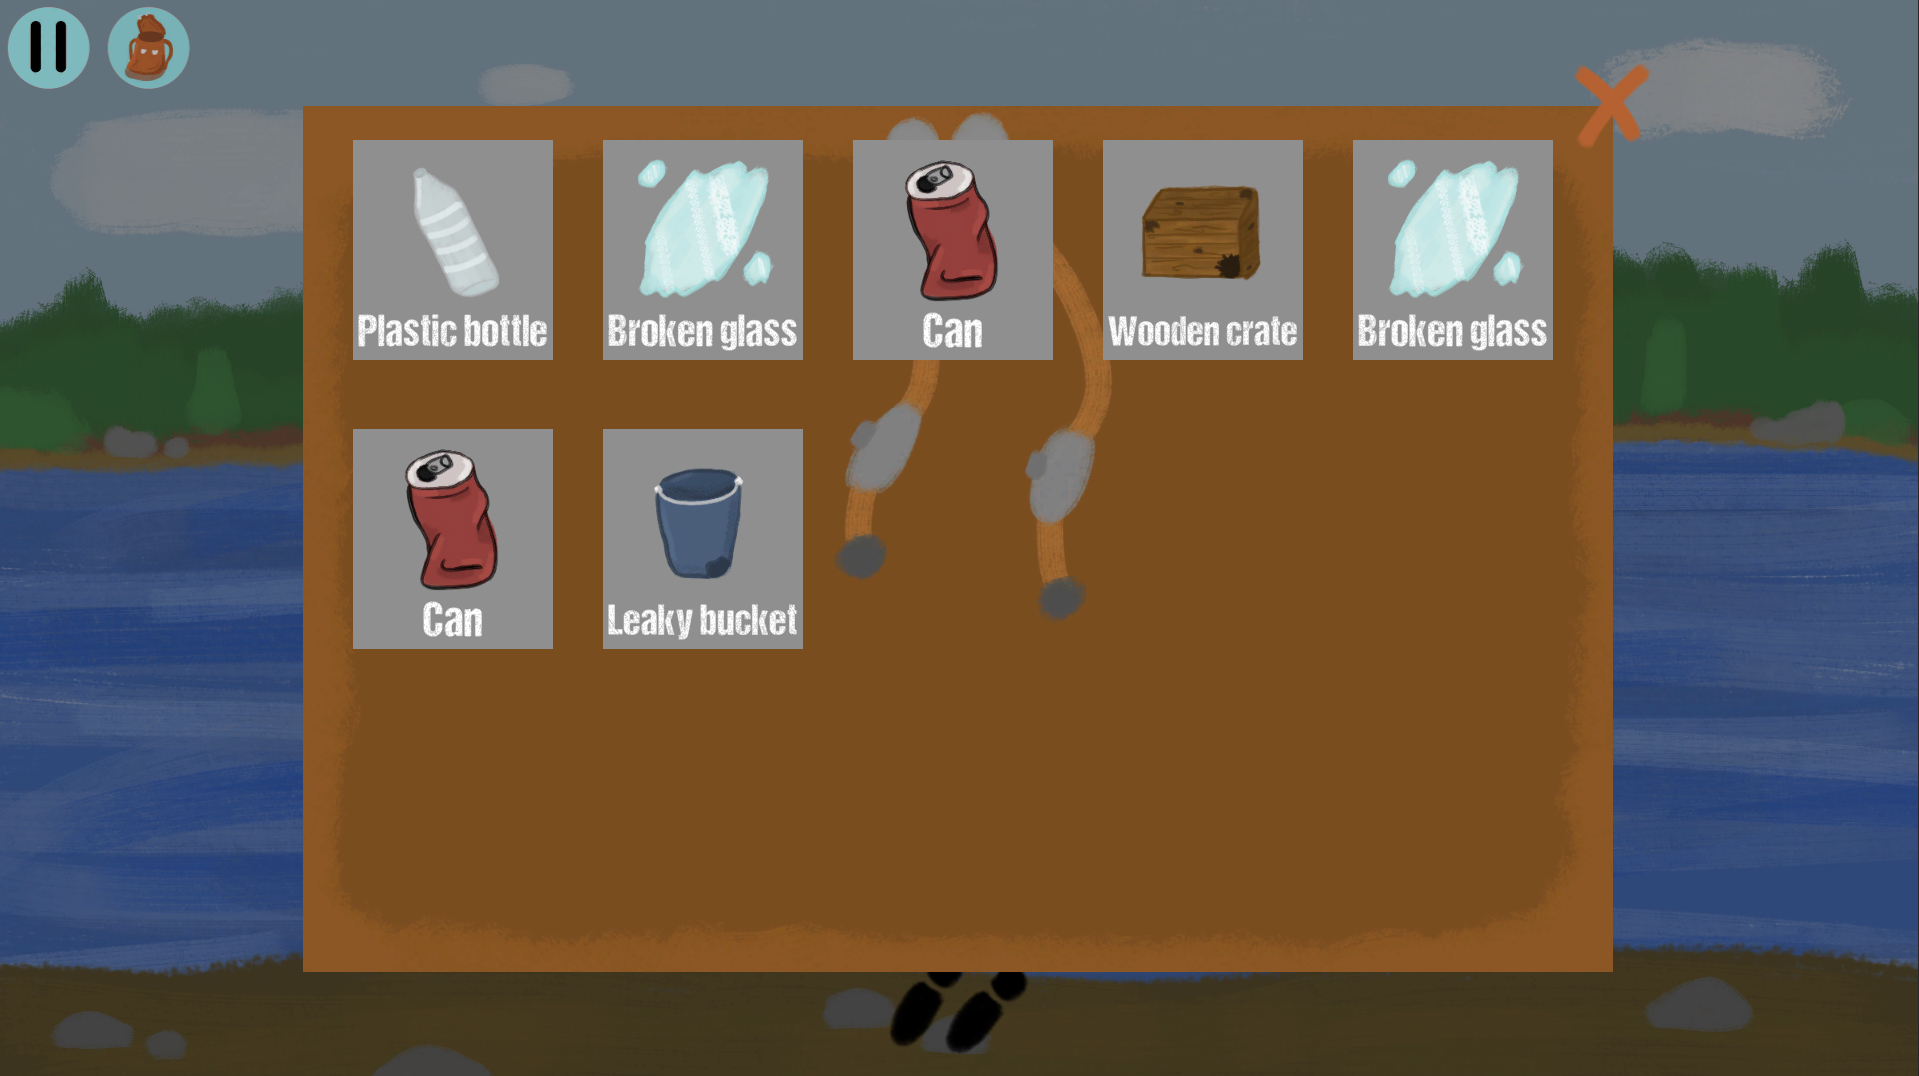 Plastic bottle
Broken glass
Can
Wooden crate
Broken glass
Can
Leaky bucket